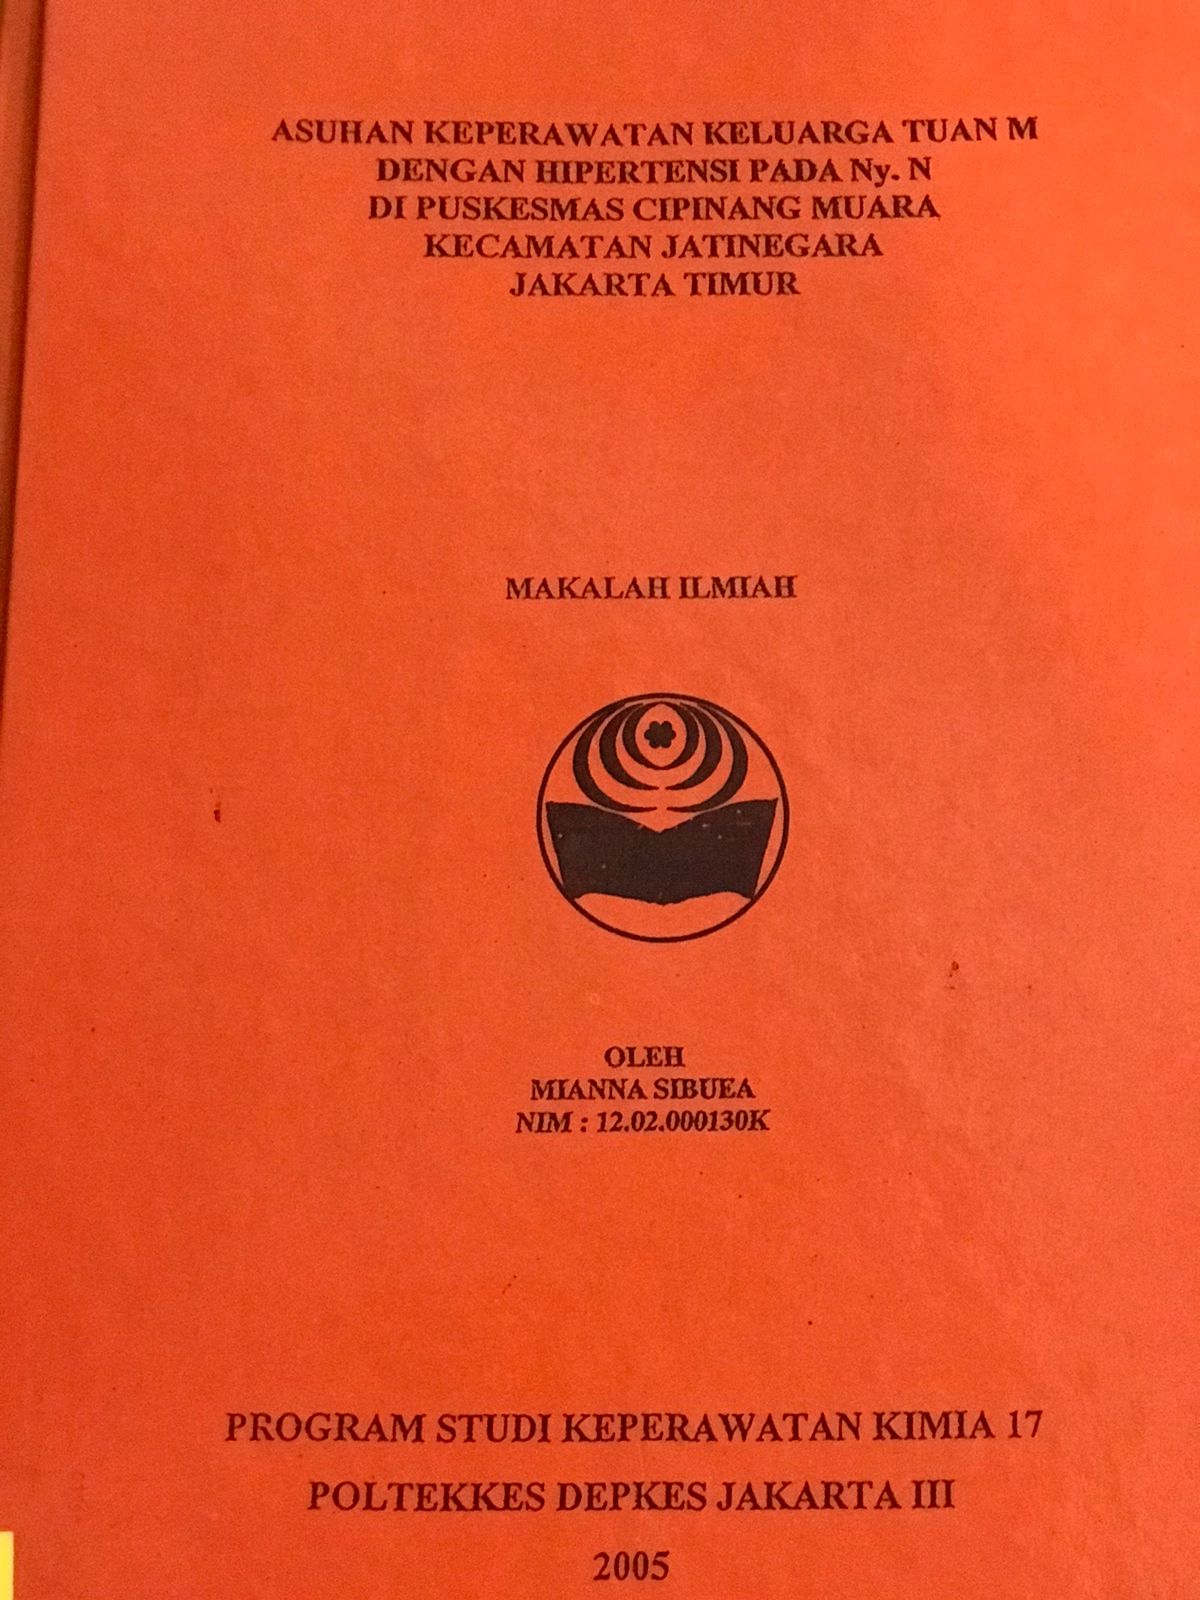 ASUHAN KEPERAWATAN KELUARGA TUAN M
DENGAN HIPERTENSI PADA Ny. N
DI PUSKESMAS CIPINANG MUARA
KECAMATAN JATINEGARA
JAKARTA TIMUR
MAKALAH ILMIAH
OLEH
MIANNA SIBUEA
NIM : 12.02.000130K
PROGRAM STUDI KEPERAWATAN KIMIA 17
POLTEKKES DEPKES JAKARTA III
2005